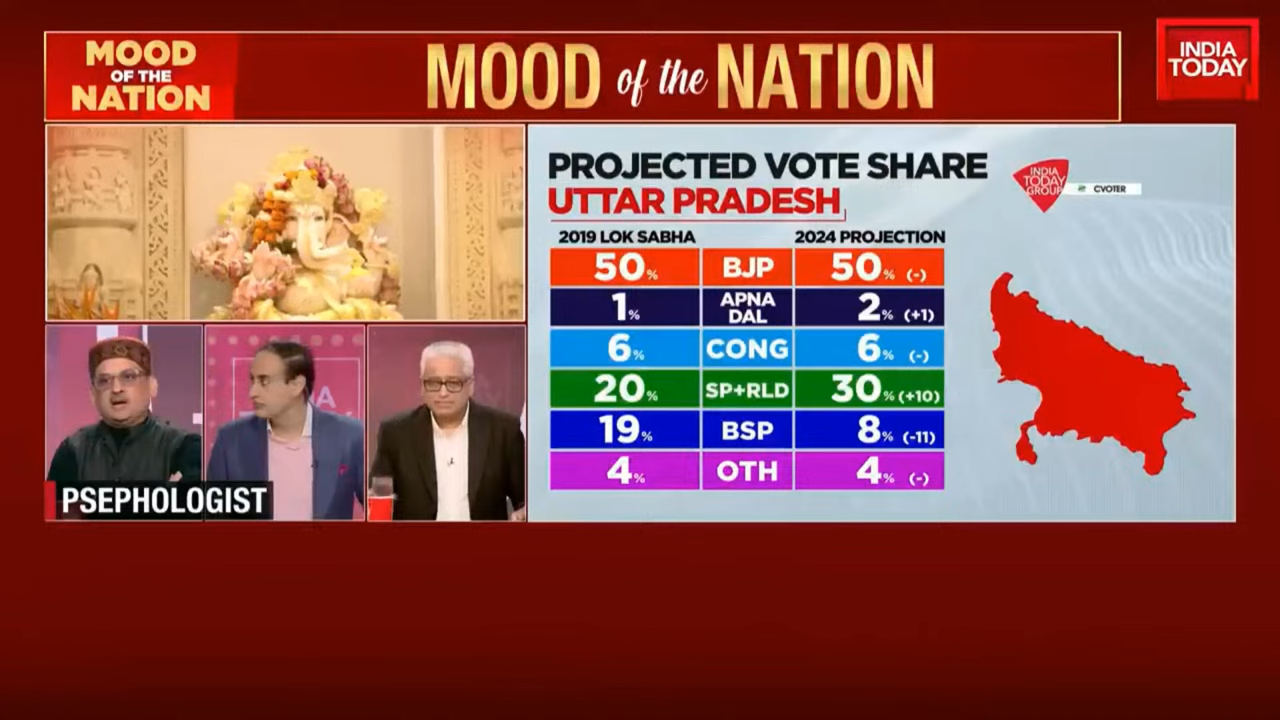 MOOD
OF THE
NATION
MOOD of the NATION
INDIA
TODAY
PROJECTED VOTE SHARE
UTTAR PRADESH
INDIA
TODAY
GROUP
CVOTER
2019 LOK SABHA 2024 PROJECTION
50% BJP 50% (-)
1% APNA DAL 2% (+1)
6% CONG 6% (-)
20% SP+RLD 30% (+10)
19% BSP 8% (-11)
4% OTH 4% (-)
PSEPHOLOGIST